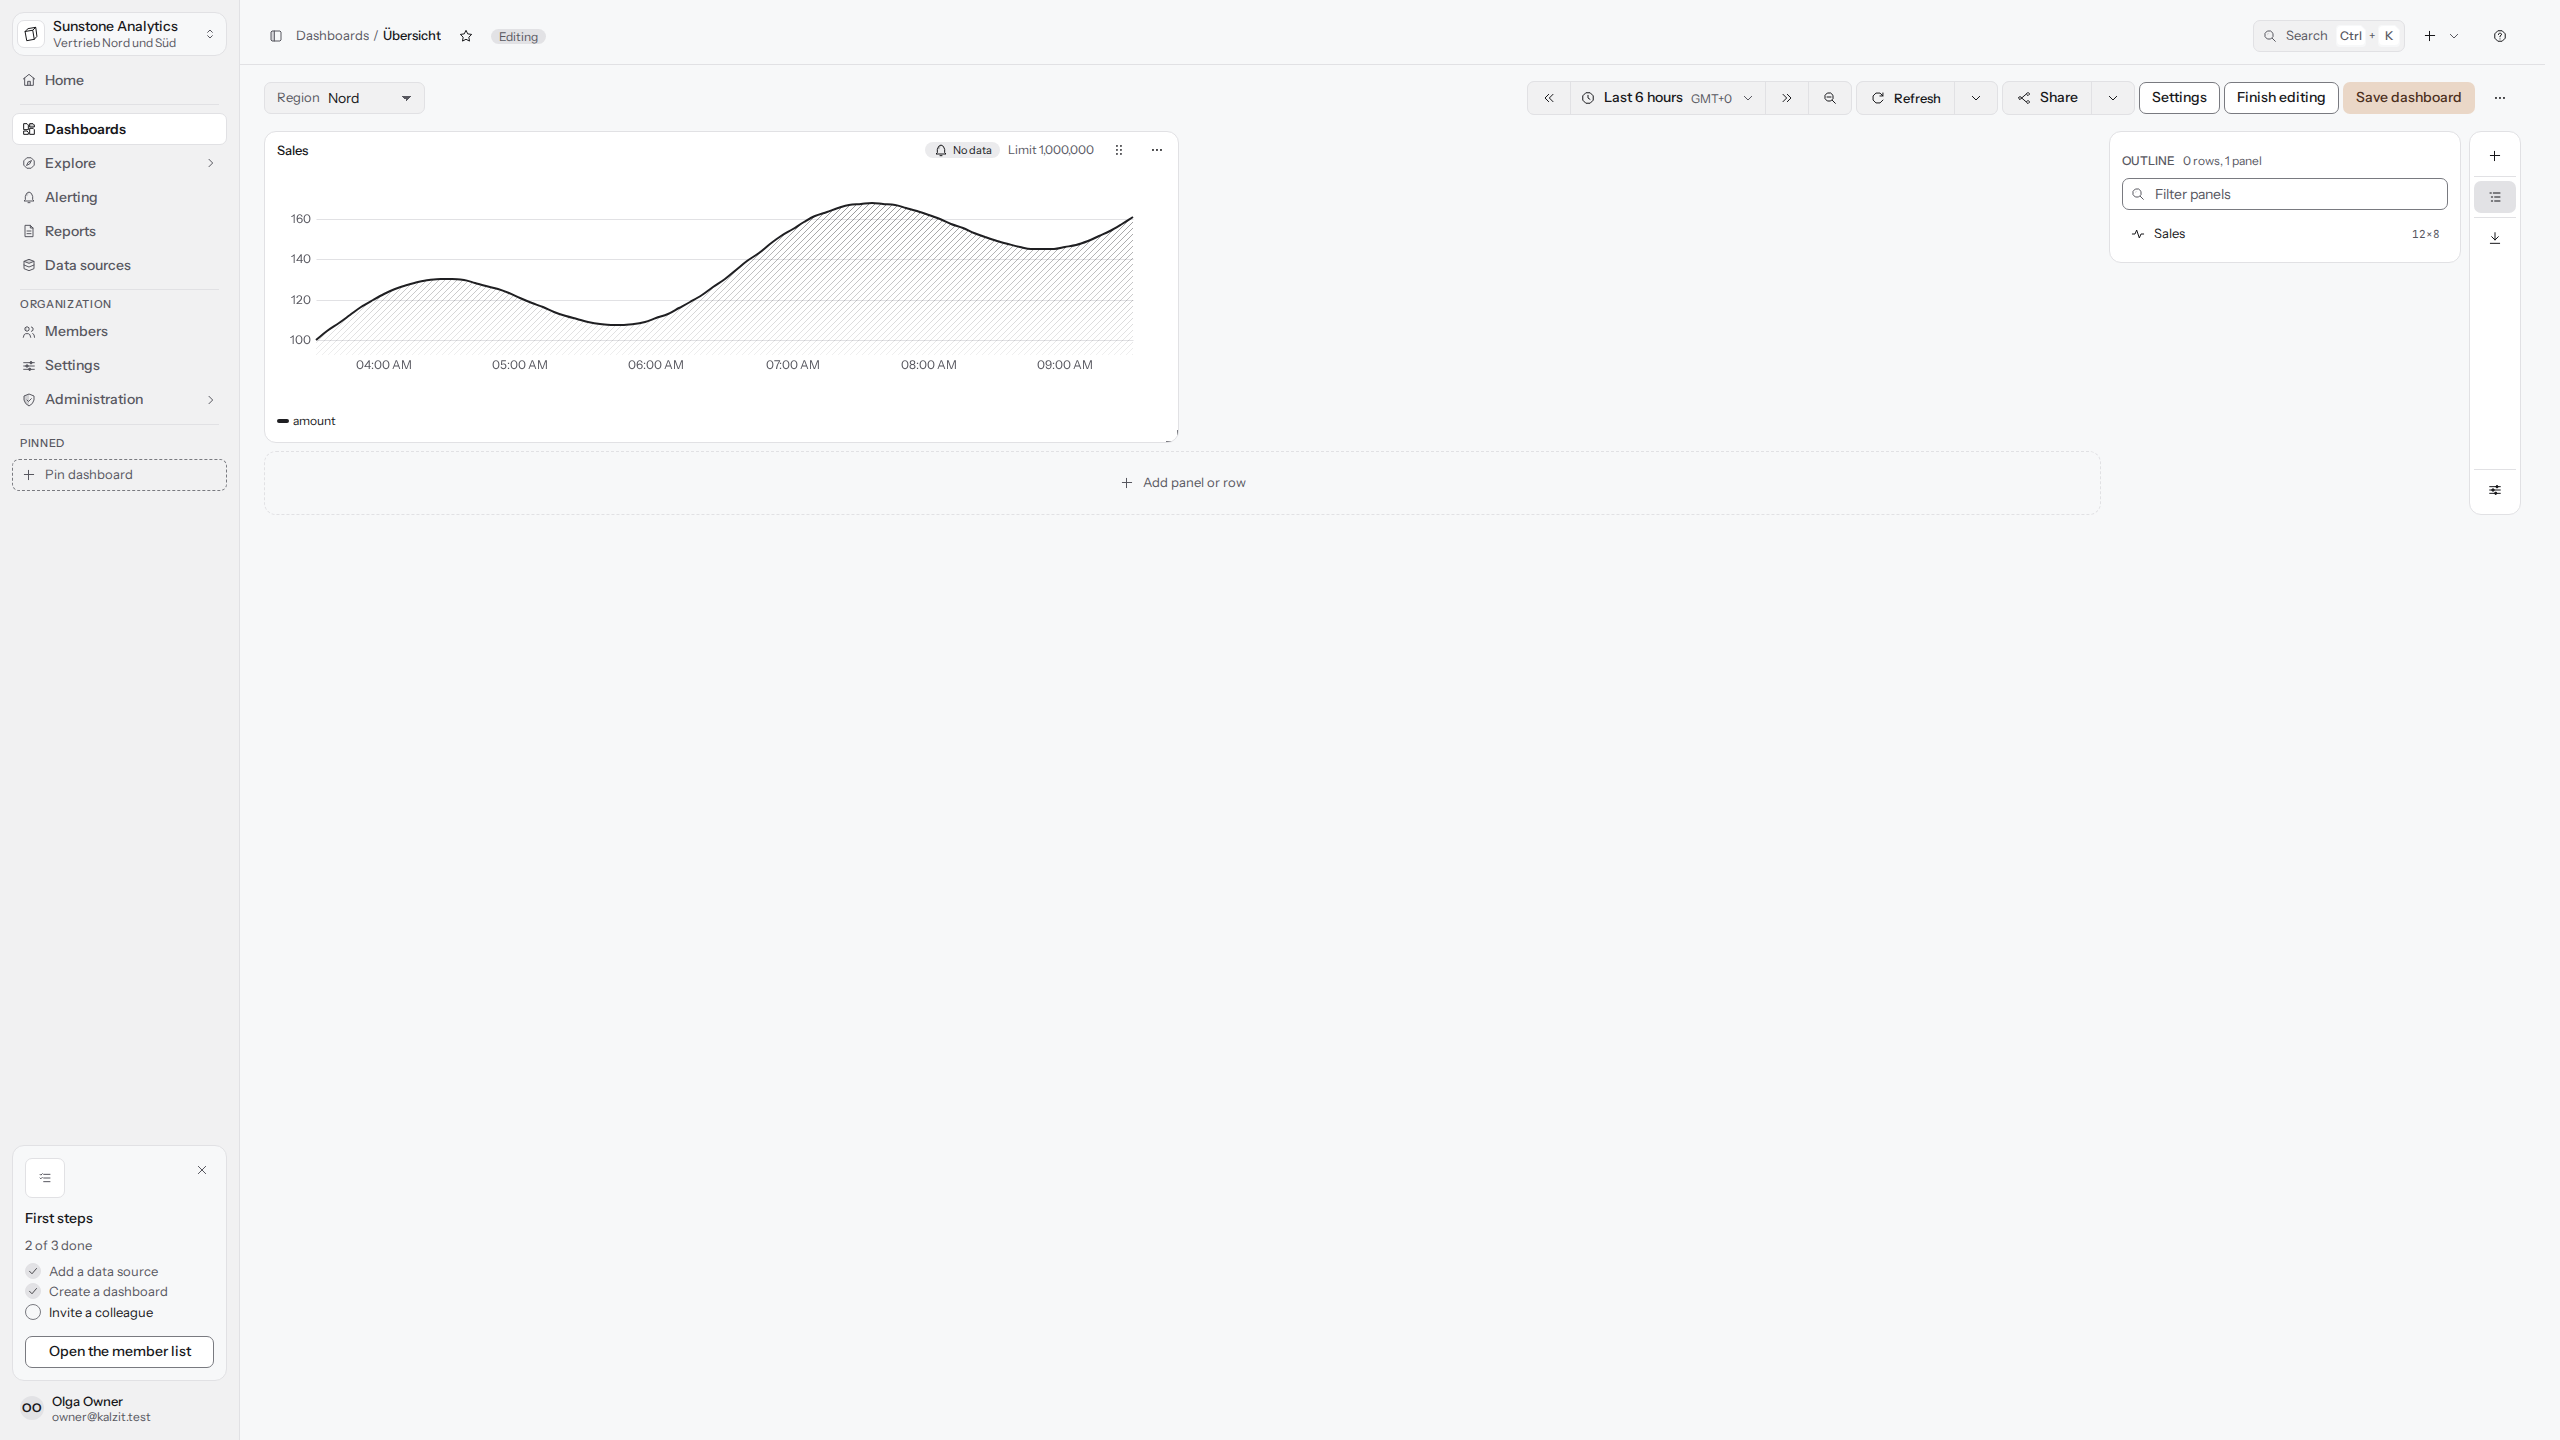 Sunstone Analytics
Vertrieb Nord und Süd
Home
Dashboards
Explore
Alerting
Reports
Data sources
ORGANIZATION
Members
Settings
Administration
PINNED
Pin dashboard
First steps
2 of 3 done
Add a data source
Create a dashboard
Invite a colleague
Open the member list
OO
Olga Owner
owner@kalzit.test
Dashboards / Übersicht
Editing
Search Ctrl + K
Region Nord
Last 6 hours GMT+0
Refresh
Share
Settings
Finish editing
Save dashboard
Sales
No data
Limit 1,000,000
160
140
120
100
04:00 AM 05:00 AM 06:00 AM 07:00 AM 08:00 AM 09:00 AM
amount
Add panel or row
OUTLINE 0 rows, 1 panel
Filter panels
Sales 12×8